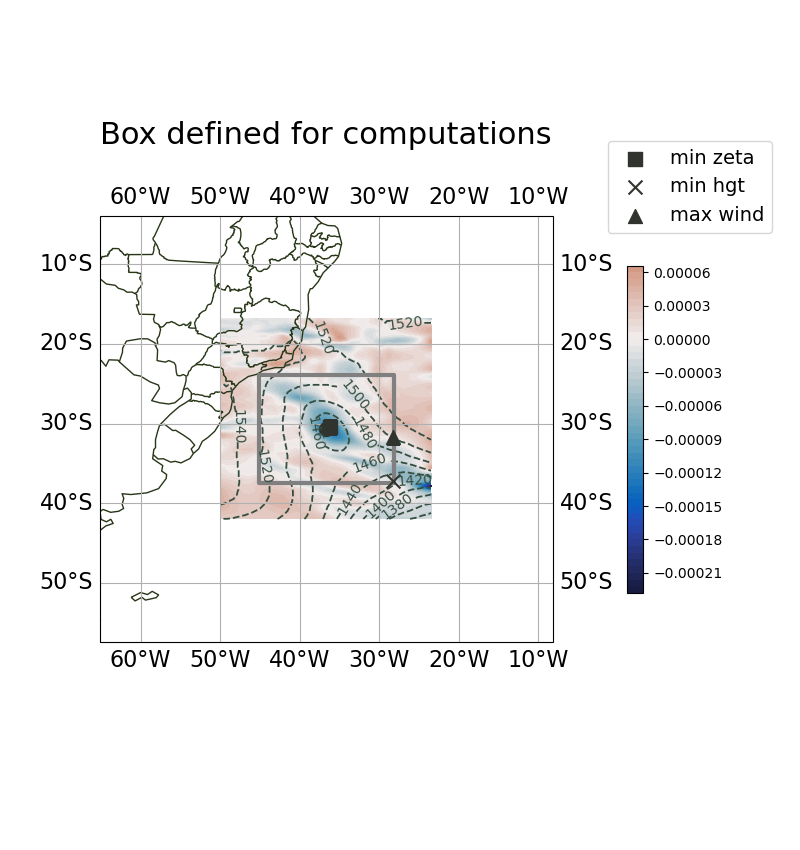 Box defined for computations
min zeta
min hgt
max wind
60°W 50°W 40°W 30°W 20°W 10°W
10°S 10°S
20°S 20°S
30°S 30°S
40°S 40°S
50°S 50°S
60°W 50°W 40°W 30°W 20°W 10°W
1520
1520
1500
1540
1460
1480
1520
1460
1420
1440
1400
1380
0.00006
0.00003
0.00000
−0.00003
−0.00006
−0.00009
−0.00012
−0.00015
−0.00018
−0.00021